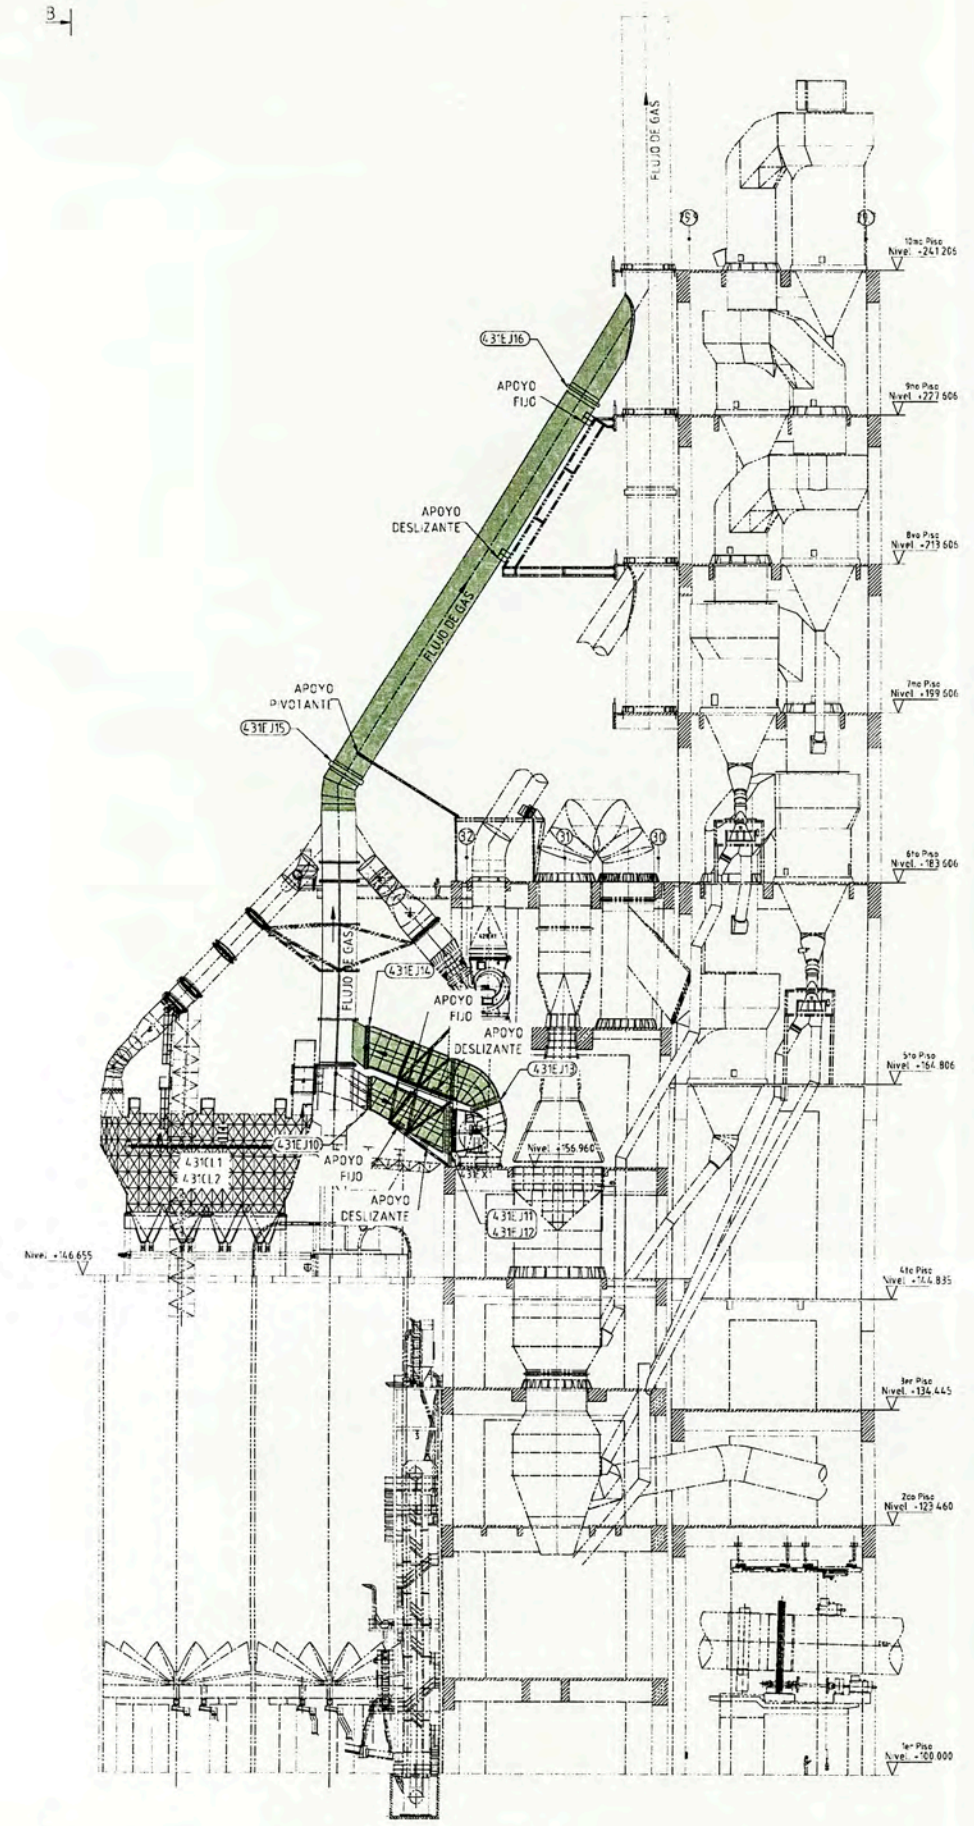 B
FLUJO DE GAS
10mo Piso
Nivel +241.206
431EJ16
APOYO
FIJO
9no Piso
Nivel +227.606
APOYO
DESLIZANTE
8vo Piso
Nivel +213.606
FLUJO DE GAS
APOYO
PIVOTANTE
7mo Piso
Nivel +199.606
431EJ15
32
31
30
6to Piso
Nivel +183.606
FLUJO DE GAS
431EJ14
APOYO
FIJO
APOYO
DESLIZANTE
5to Piso
Nivel +164.806
431EJ13
431EJ10
Nivel +156.960
431CL1
431CL2
APOYO
FIJO
APOYO
DESLIZANTE
431EJ11
431EJ12
Nivel +146.655
4to Piso
Nivel +144.835
3er Piso
Nivel +134.445
2do Piso
Nivel +123.460
1er Piso
Nivel +100.000